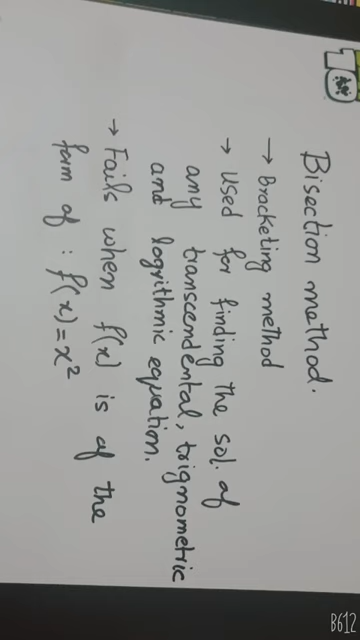 Bisection method.
→ Bracketing method
→ Used for finding the sol. of
any transcendental, trigmometric
and logrithmic equation.
→ Fails when f(x) is of the
form of : f(x) = x²
B612